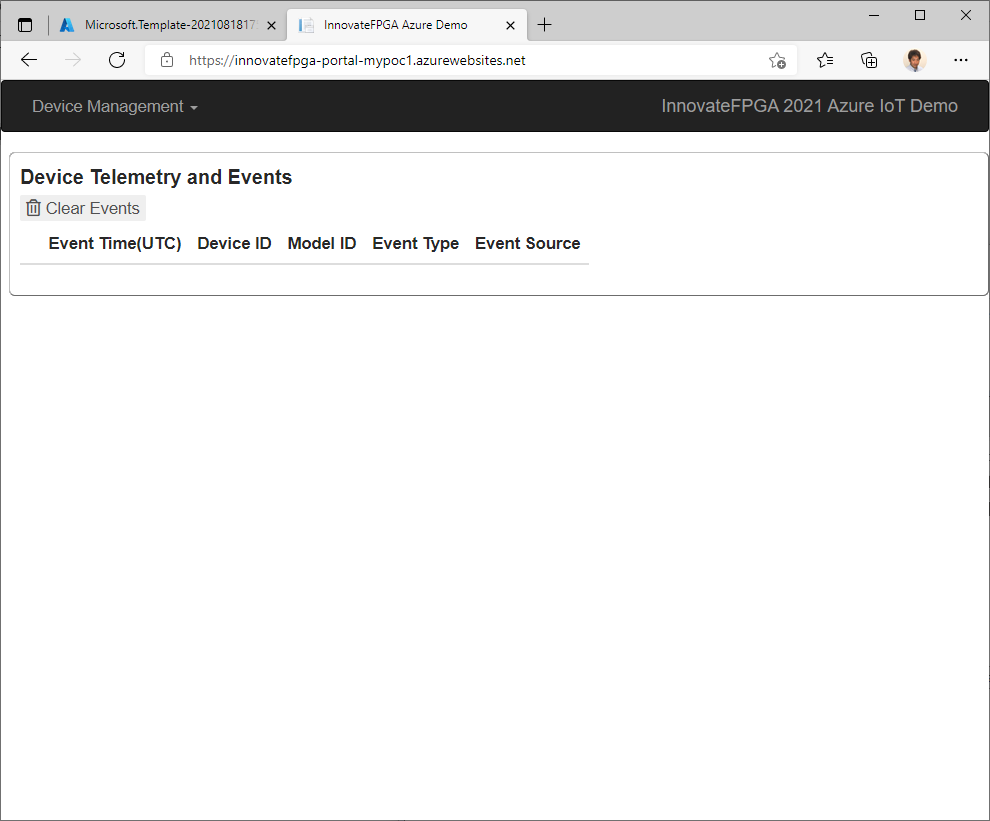 Microsoft.Template-2021081817
InnovateFPGA Azure Demo
https://innovatefpga-portal-mypoc1.azurewebsites.net
Device Management
InnovateFPGA 2021 Azure IoT Demo
Device Telemetry and Events
Clear Events
Event Time(UTC) Device ID Model ID Event Type Event Source